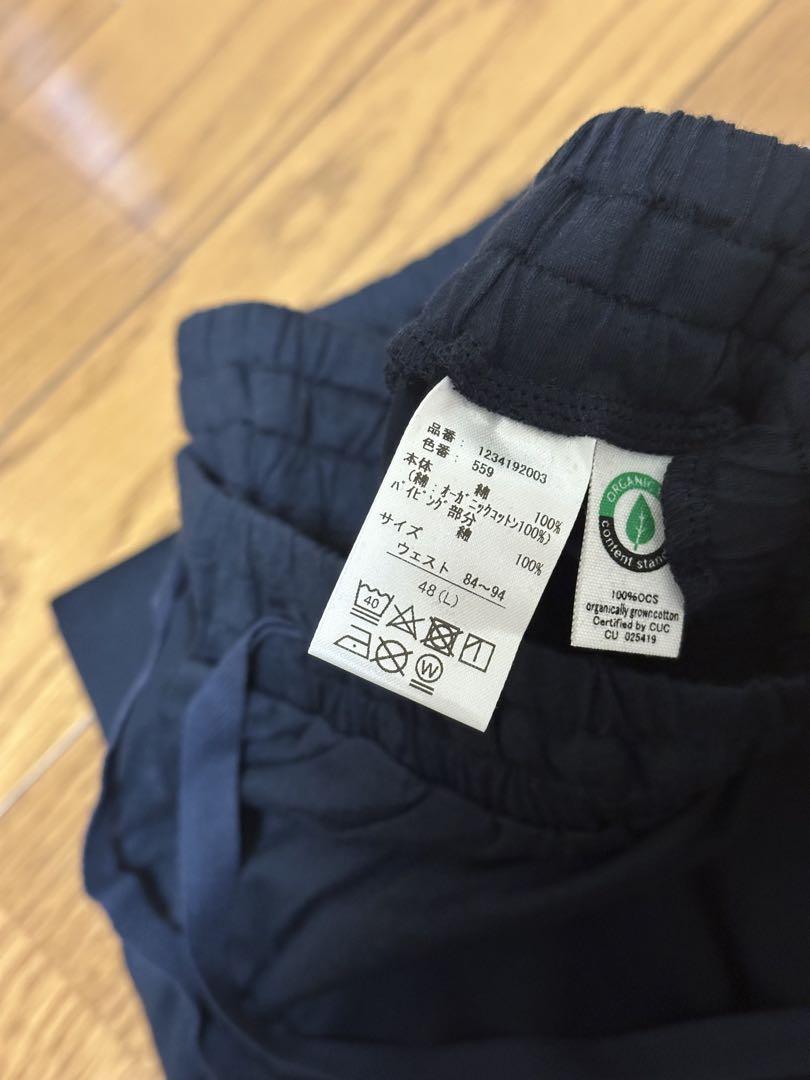 品番： 1234192003
色番： 559
本体 綿 100%
(綿：オーガニックコットン100%)
パイピング部分
綿 100%
サイズ
ウェスト 84～94
48(L)
40
W
ORGANIC
content stan
100%OCS
organically grown cotton
Certified by CUC
CU 025419